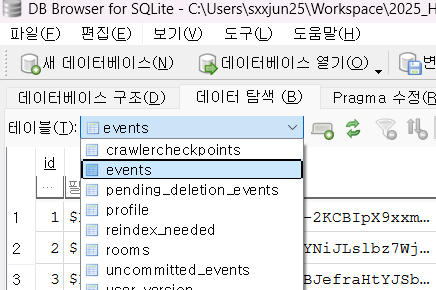 DB Browser for SQLite - C:\Users\sxxjun25\Workspace\2025_H
파일(F) 편집(E) 보기(V) 도구(L) 도움말(H)
새 데이터베이스(N) 데이터베이스 열기(O)...
데이터베이스 구조(D) 데이터 탐색 (B) Pragma 수정(
테이블(T): events
id
crawlercheckpoints
...
events
pending_deletion_events
profile
1 1 -2KCBIpX9xxm...
reindex_needed
2 2 YNiJLslbz7Wj...
rooms
uncommitted_events
3 3 BJefraHtYJSb...
user_version